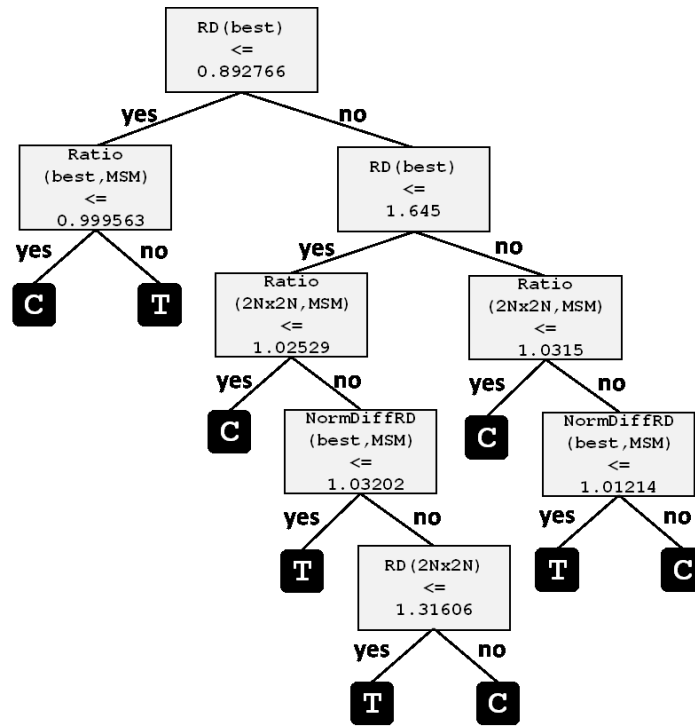 RD(best)
<=
0.892766
yes
no
Ratio
(best,MSM)
<=
0.999563
RD(best)
<=
1.645
yes
no
yes
no
C
T
Ratio
(2Nx2N,MSM)
<=
1.02529
Ratio
(2Nx2N,MSM)
<=
1.0315
yes
no
yes
no
C
C
NormDiffRD
(best,MSM)
<=
1.03202
NormDiffRD
(best,MSM)
<=
1.01214
yes
no
yes
no
T
RD(2Nx2N)
<=
1.31606
T
C
yes
no
T
C